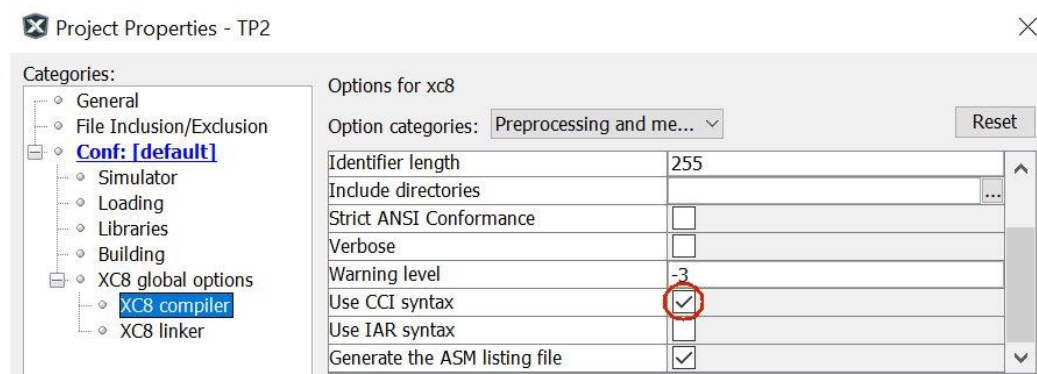 Project Properties - TP2
Categories:
General
File Inclusion/Exclusion
Conf: [default]
Simulator
Loading
Libraries
Building
XC8 global options
XC8 compiler
XC8 linker
Options for xc8
Option categories: Preprocessing and me... Reset
Identifier length 255
Include directories ...
Strict ANSI Conformance
Verbose
Warning level -3
Use CCI syntax
Use IAR syntax
Generate the ASM listing file